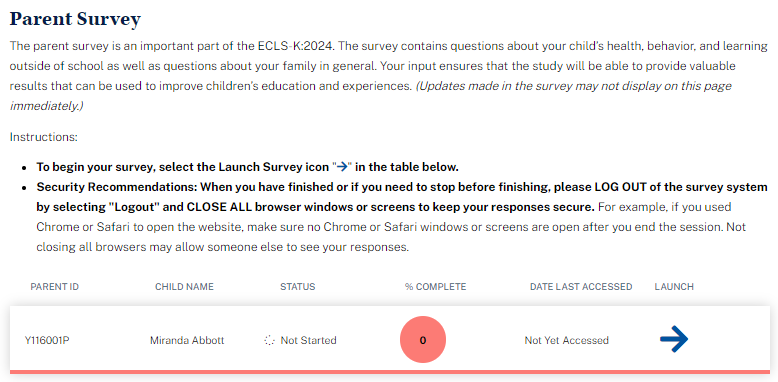 Parent Survey
The parent survey is an important part of the ECLS-K:2024. The survey contains questions about your child's health, behavior, and learning
outside of school as well as questions about your family in general. Your input ensures that the study will be able to provide valuable
results that can be used to improve children's education and experiences. (Updates made in the survey may not display on this page
immediately.)
Instructions:
• To begin your survey, select the Launch Survey icon "→" in the table below.
• Security Recommendations: When you have finished or if you need to stop before finishing, please LOG OUT of the survey system
by selecting "Logout" and CLOSE ALL browser windows or screens to keep your responses secure. For example, if you used
Chrome or Safari to open the website, make sure no Chrome or Safari windows or screens are open after you end the session. Not
closing all browsers may allow someone else to see your responses.
PARENT ID CHILD NAME STATUS % COMPLETE DATE LAST ACCESSED LAUNCH
Y116001P Miranda Abbott Not Started 0 Not Yet Accessed →